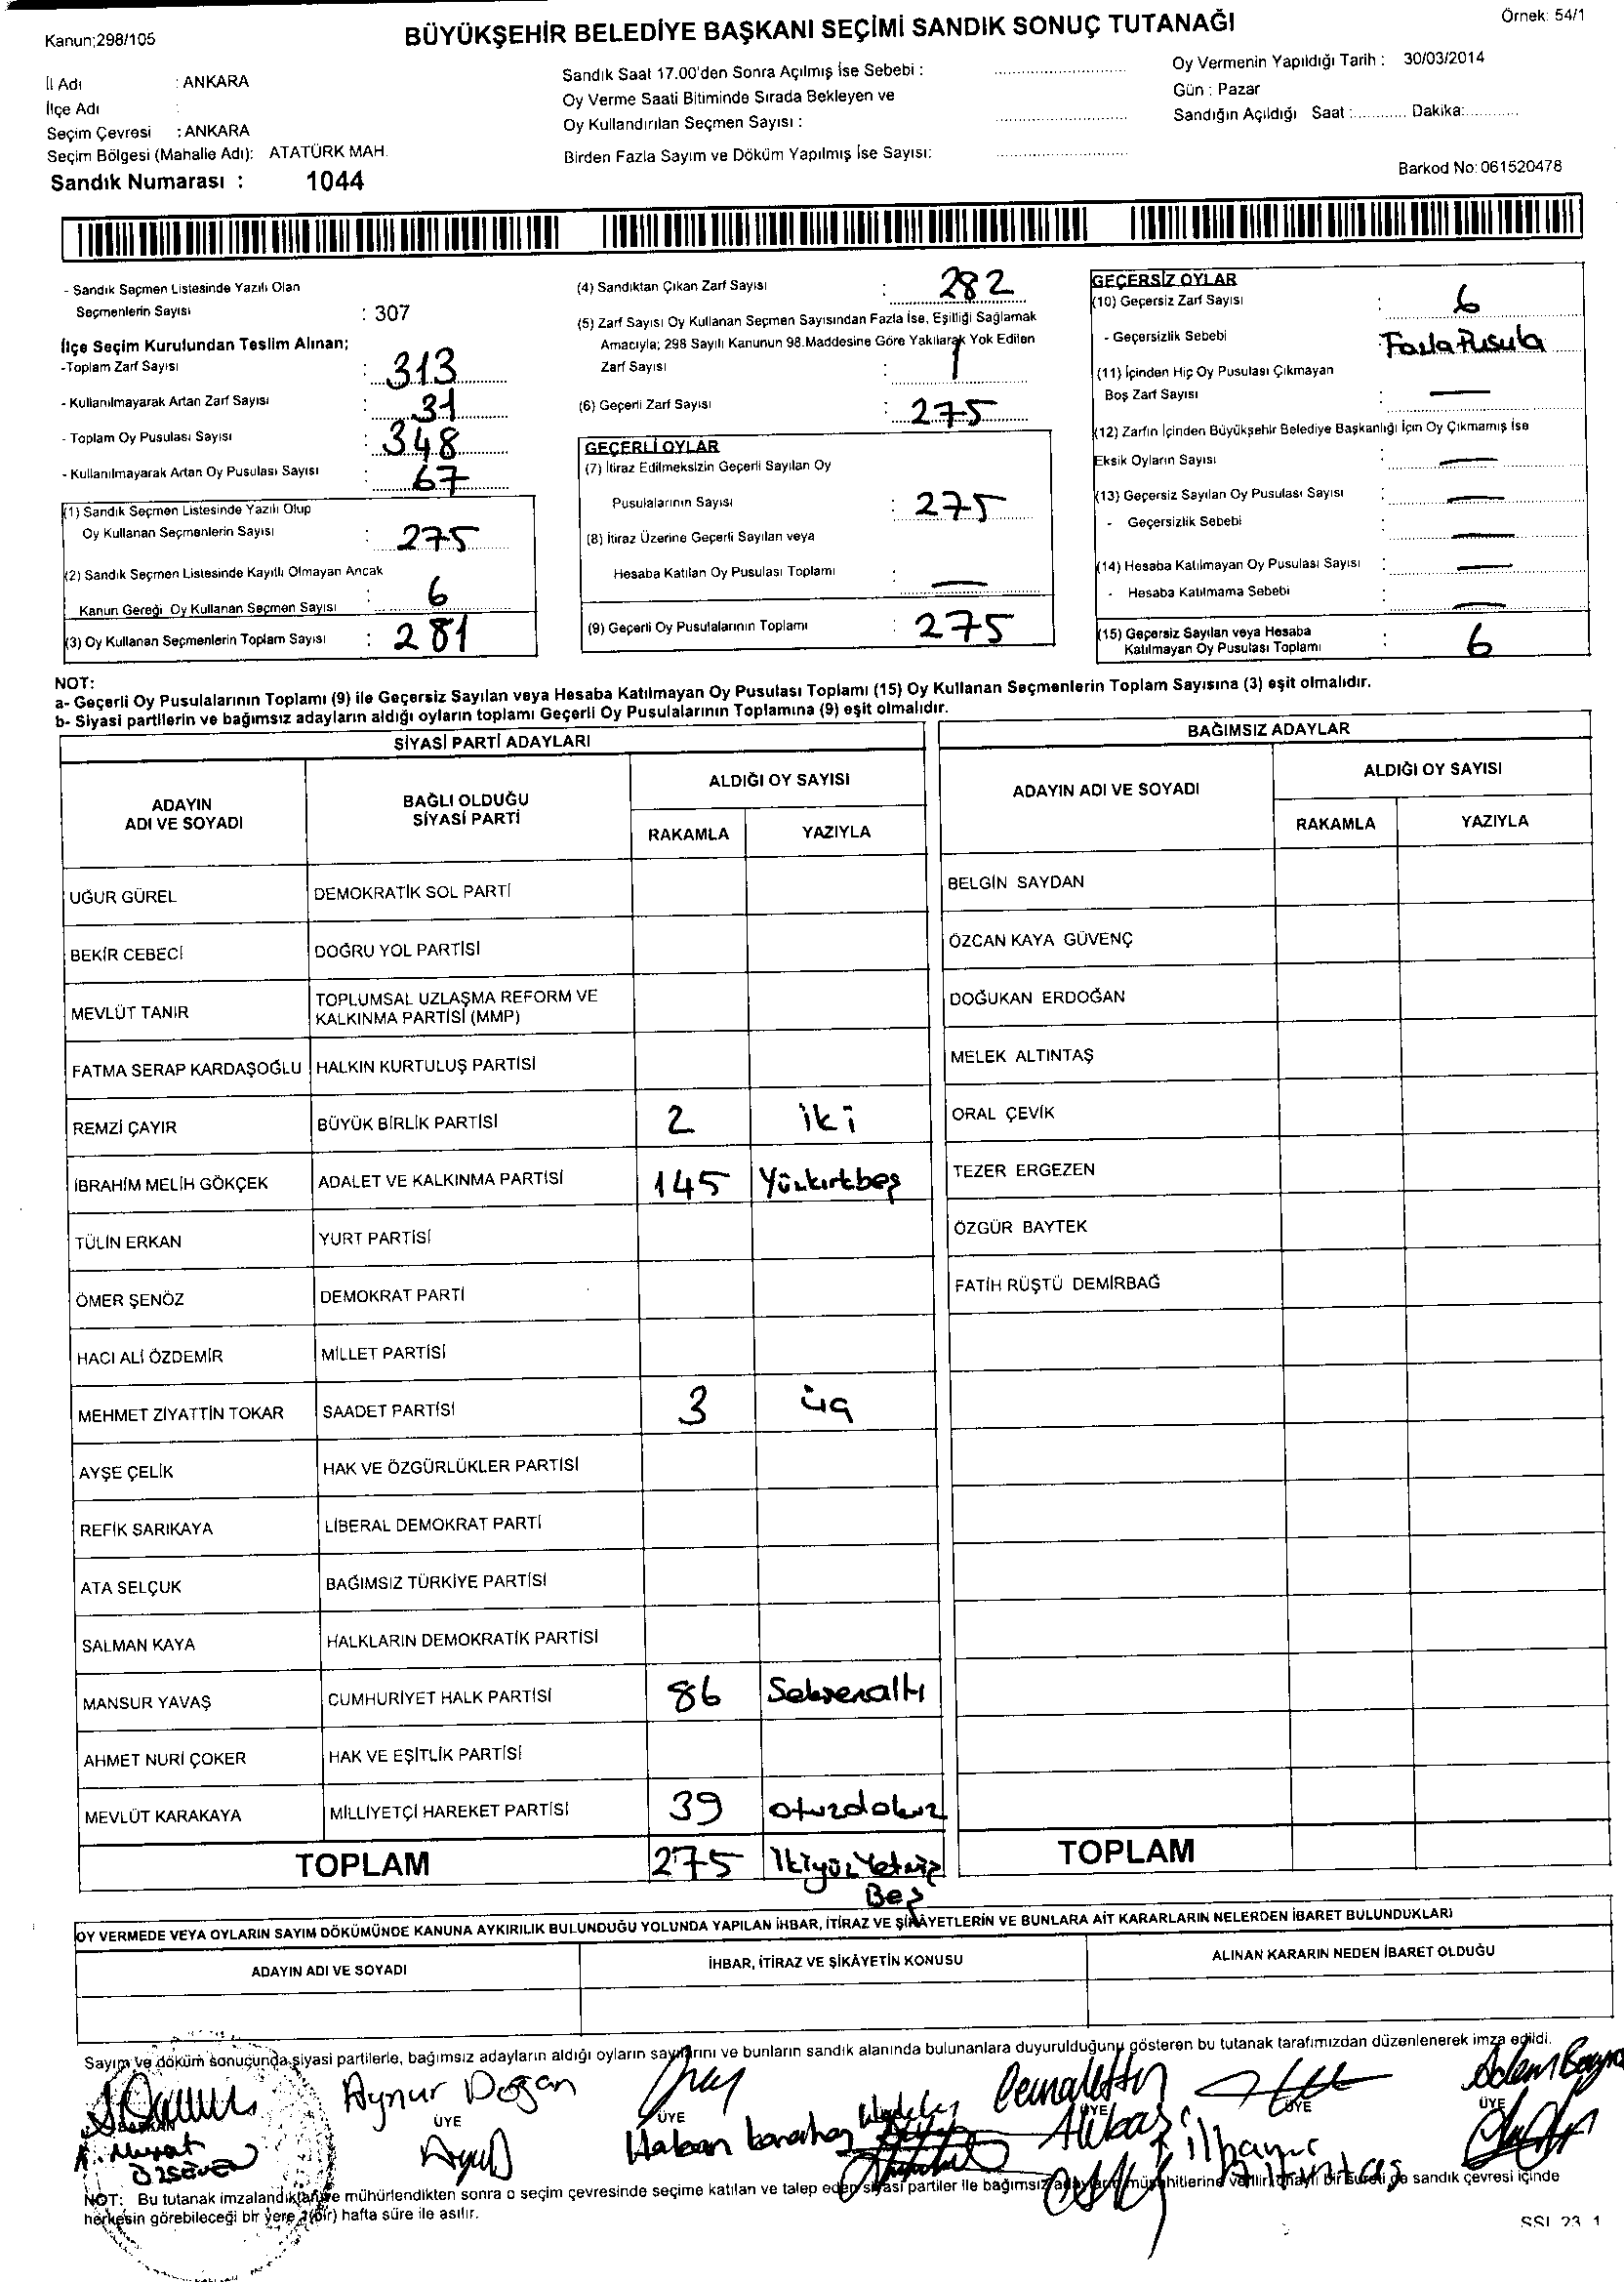 Kanun;298/105
BÜYÜKŞEHİR BELEDİYE BAŞKANI SEÇİMİ SANDIK SONUÇ TUTANAĞI
Örnek: 54/1
İl Adı : ANKARA
İlçe Adı :
Seçim Çevresi : ANKARA
Seçim Bölgesi (Mahalle Adı): ATATÜRK MAH.
Sandık Numarası : 1044
Sandık Saat 17.00'den Sonra Açılmış İse Sebebi :
Oy Verme Saati Bitiminde Sırada Bekleyen ve
Oy Kullandırılan Seçmen Sayısı :
Birden Fazla Sayım ve Döküm Yapılmış İse Sayısı:
Oy Vermenin Yapıldığı Tarih : 30/03/2014
Gün : Pazar
Sandığın Açıldığı Saat :............ Dakika:............
Barkod No: 061520478
- Sandık Seçmen Listesinde Yazılı Olan
Seçmenlerin Sayısı : 307
İlçe Seçim Kurulundan Teslim Alınan;
-Toplam Zarf Sayısı : 313
- Kullanılmayarak Artan Zarf Sayısı : 31
- Toplam Oy Pusulası Sayısı : 348
- Kullanılmayarak Artan Oy Pusulası Sayısı : 67
(1) Sandık Seçmen Listesinde Yazılı Olup
Oy Kullanan Seçmenlerin Sayısı : 275
(2) Sandık Seçmen Listesinde Kayıtlı Olmayan Ancak
Kanun Gereği Oy Kullanan Seçmen Sayısı : 6
(3) Oy Kullanan Seçmenlerin Toplam Sayısı : 281
(4) Sandıktan Çıkan Zarf Sayısı : 282
(5) Zarf Sayısı Oy Kullanan Seçmen Sayısından Fazla İse, Eşitliği Sağlamak
Amacıyla; 298 Sayılı Kanunun 98.Maddesine Göre Yakılarak Yok Edilen
Zarf Sayısı : 1
(6) Geçerli Zarf Sayısı : 275
GEÇERLİ OYLAR
(7) İtiraz Edilmeksizin Geçerli Sayılan Oy
Pusulalarının Sayısı : 275
(8) İtiraz Üzerine Geçerli Sayılan veya
Hesaba Katılan Oy Pusulası Toplamı : —
(9) Geçerli Oy Pusulalarının Toplamı : 275
GEÇERSİZ OYLAR
(10) Geçersiz Zarf Sayısı : 6
- Geçersizlik Sebebi Fazla Pusula
(11) İçinden Hiç Oy Pusulası Çıkmayan
Boş Zarf Sayısı : —
(12) Zarfın İçinden Büyükşehir Belediye Başkanlığı İçin Oy Çıkmamış İse
Eksik Oyların Sayısı : —
(13) Geçersiz Sayılan Oy Pusulası Sayısı : —
- Geçersizlik Sebebi : —
(14) Hesaba Katılmayan Oy Pusulası Sayısı : —
- Hesaba Katılmama Sebebi : —
(15) Geçersiz Sayılan veya Hesaba
Katılmayan Oy Pusulası Toplamı : 6
NOT:
a- Geçerli Oy Pusulalarının Toplamı (9) ile Geçersiz Sayılan veya Hesaba Katılmayan Oy Pusulası Toplamı (15) Oy Kullanan Seçmenlerin Toplam Sayısına (3) eşit olmalıdır.
b- Siyasi partilerin ve bağımsız adayların aldığı oyların toplamı Geçerli Oy Pusulalarının Toplamına (9) eşit olmalıdır.
SİYASİ PARTİ ADAYLARI
ADAYIN ADI VE SOYADI
BAĞLI OLDUĞU SİYASİ PARTİ
ALDIĞI OY SAYISI
RAKAMLA YAZIYLA
UĞUR GÜREL DEMOKRATİK SOL PARTİ
BEKİR CEBECİ DOĞRU YOL PARTİSİ
MEVLÜT TANIR TOPLUMSAL UZLAŞMA REFORM VE
KALKINMA PARTİSİ (MMP)
FATMA SERAP KARDAŞOĞLU HALKIN KURTULUŞ PARTİSİ
REMZİ ÇAYIR BÜYÜK BİRLİK PARTİSİ 2 iki
İBRAHİM MELİH GÖKÇEK ADALET VE KALKINMA PARTİSİ 145 Yüzkırkbeş
TÜLİN ERKAN YURT PARTİSİ
ÖMER ŞENÖZ DEMOKRAT PARTİ
HACI ALİ ÖZDEMİR MİLLET PARTİSİ
MEHMET ZİYATTİN TOKAR SAADET PARTİSİ 3 üç
AYŞE ÇELİK HAK VE ÖZGÜRLÜKLER PARTİSİ
REFİK SARIKAYA LİBERAL DEMOKRAT PARTİ
ATA SELÇUK BAĞIMSIZ TÜRKİYE PARTİSİ
SALMAN KAYA HALKLARIN DEMOKRATİK PARTİSİ
MANSUR YAVAŞ CUMHURİYET HALK PARTİSİ 86 Seksenaltı
AHMET NURİ ÇOKER HAK VE EŞİTLİK PARTİSİ
MEVLÜT KARAKAYA MİLLİYETÇİ HAREKET PARTİSİ 39 otuzdokuz
TOPLAM 275 İkiyüz Yetmiş
Beş
BAĞIMSIZ ADAYLAR
ADAYIN ADI VE SOYADI
ALDIĞI OY SAYISI
RAKAMLA YAZIYLA
BELGİN SAYDAN
ÖZCAN KAYA GÜVENÇ
DOĞUKAN ERDOĞAN
MELEK ALTINTAŞ
ORAL ÇEVİK
TEZER ERGEZEN
ÖZGÜR BAYTEK
FATİH RÜŞTÜ DEMİRBAĞ
TOPLAM
OY VERMEDE VEYA OYLARIN SAYIM DÖKÜMÜNDE KANUNA AYKIRILIK BULUNDUĞU YOLUNDA YAPILAN İHBAR, İTİRAZ VE ŞİKÂYETLERİN VE BUNLARA AİT KARARLARIN NELERDEN İBARET BULUNDUKLARI
ADAYIN ADI VE SOYADI
İHBAR, İTİRAZ VE ŞİKÂYETİN KONUSU
ALINAN KARARIN NEDEN İBARET OLDUĞU
Sayım ve döküm sonucunda siyasi partilerle, bağımsız adayların aldığı oyların sayılarını ve bunların sandık alanında bulunanlara duyurulduğunu gösteren bu tutanak tarafımızdan düzenlenerek imza edildi.
Aynur Doğan
BAŞKAN ÜYE ÜYE ÜYE ÜYE ÜYE
A. Murat
ÖZSEVEN
Hakan
Alibaz
İlhami
Altıntaş
NOT: Bu tutanak imzalandıktan ve mühürlendikten sonra o seçim çevresinde seçime katılan ve talep eden siyasi partiler ile bağımsız adayların müşahitlerine verilir. Onaylı bir sureti de sandık çevresi içinde
herkesin görebileceği bir yere 1(bir) hafta süre ile asılır.